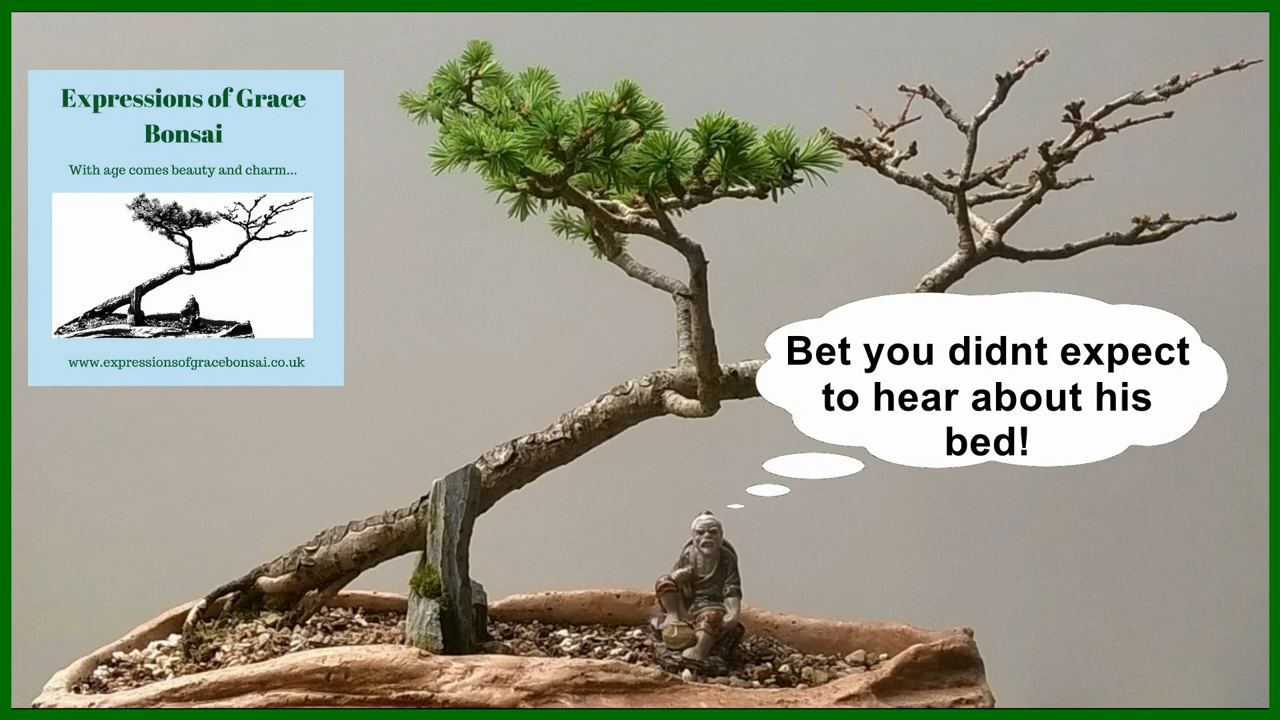 Expressions of Grace
Bonsai
With age comes beauty and charm...
www.expressionsofgracebonsai.co.uk
Bet you didnt expect
to hear about his
bed!